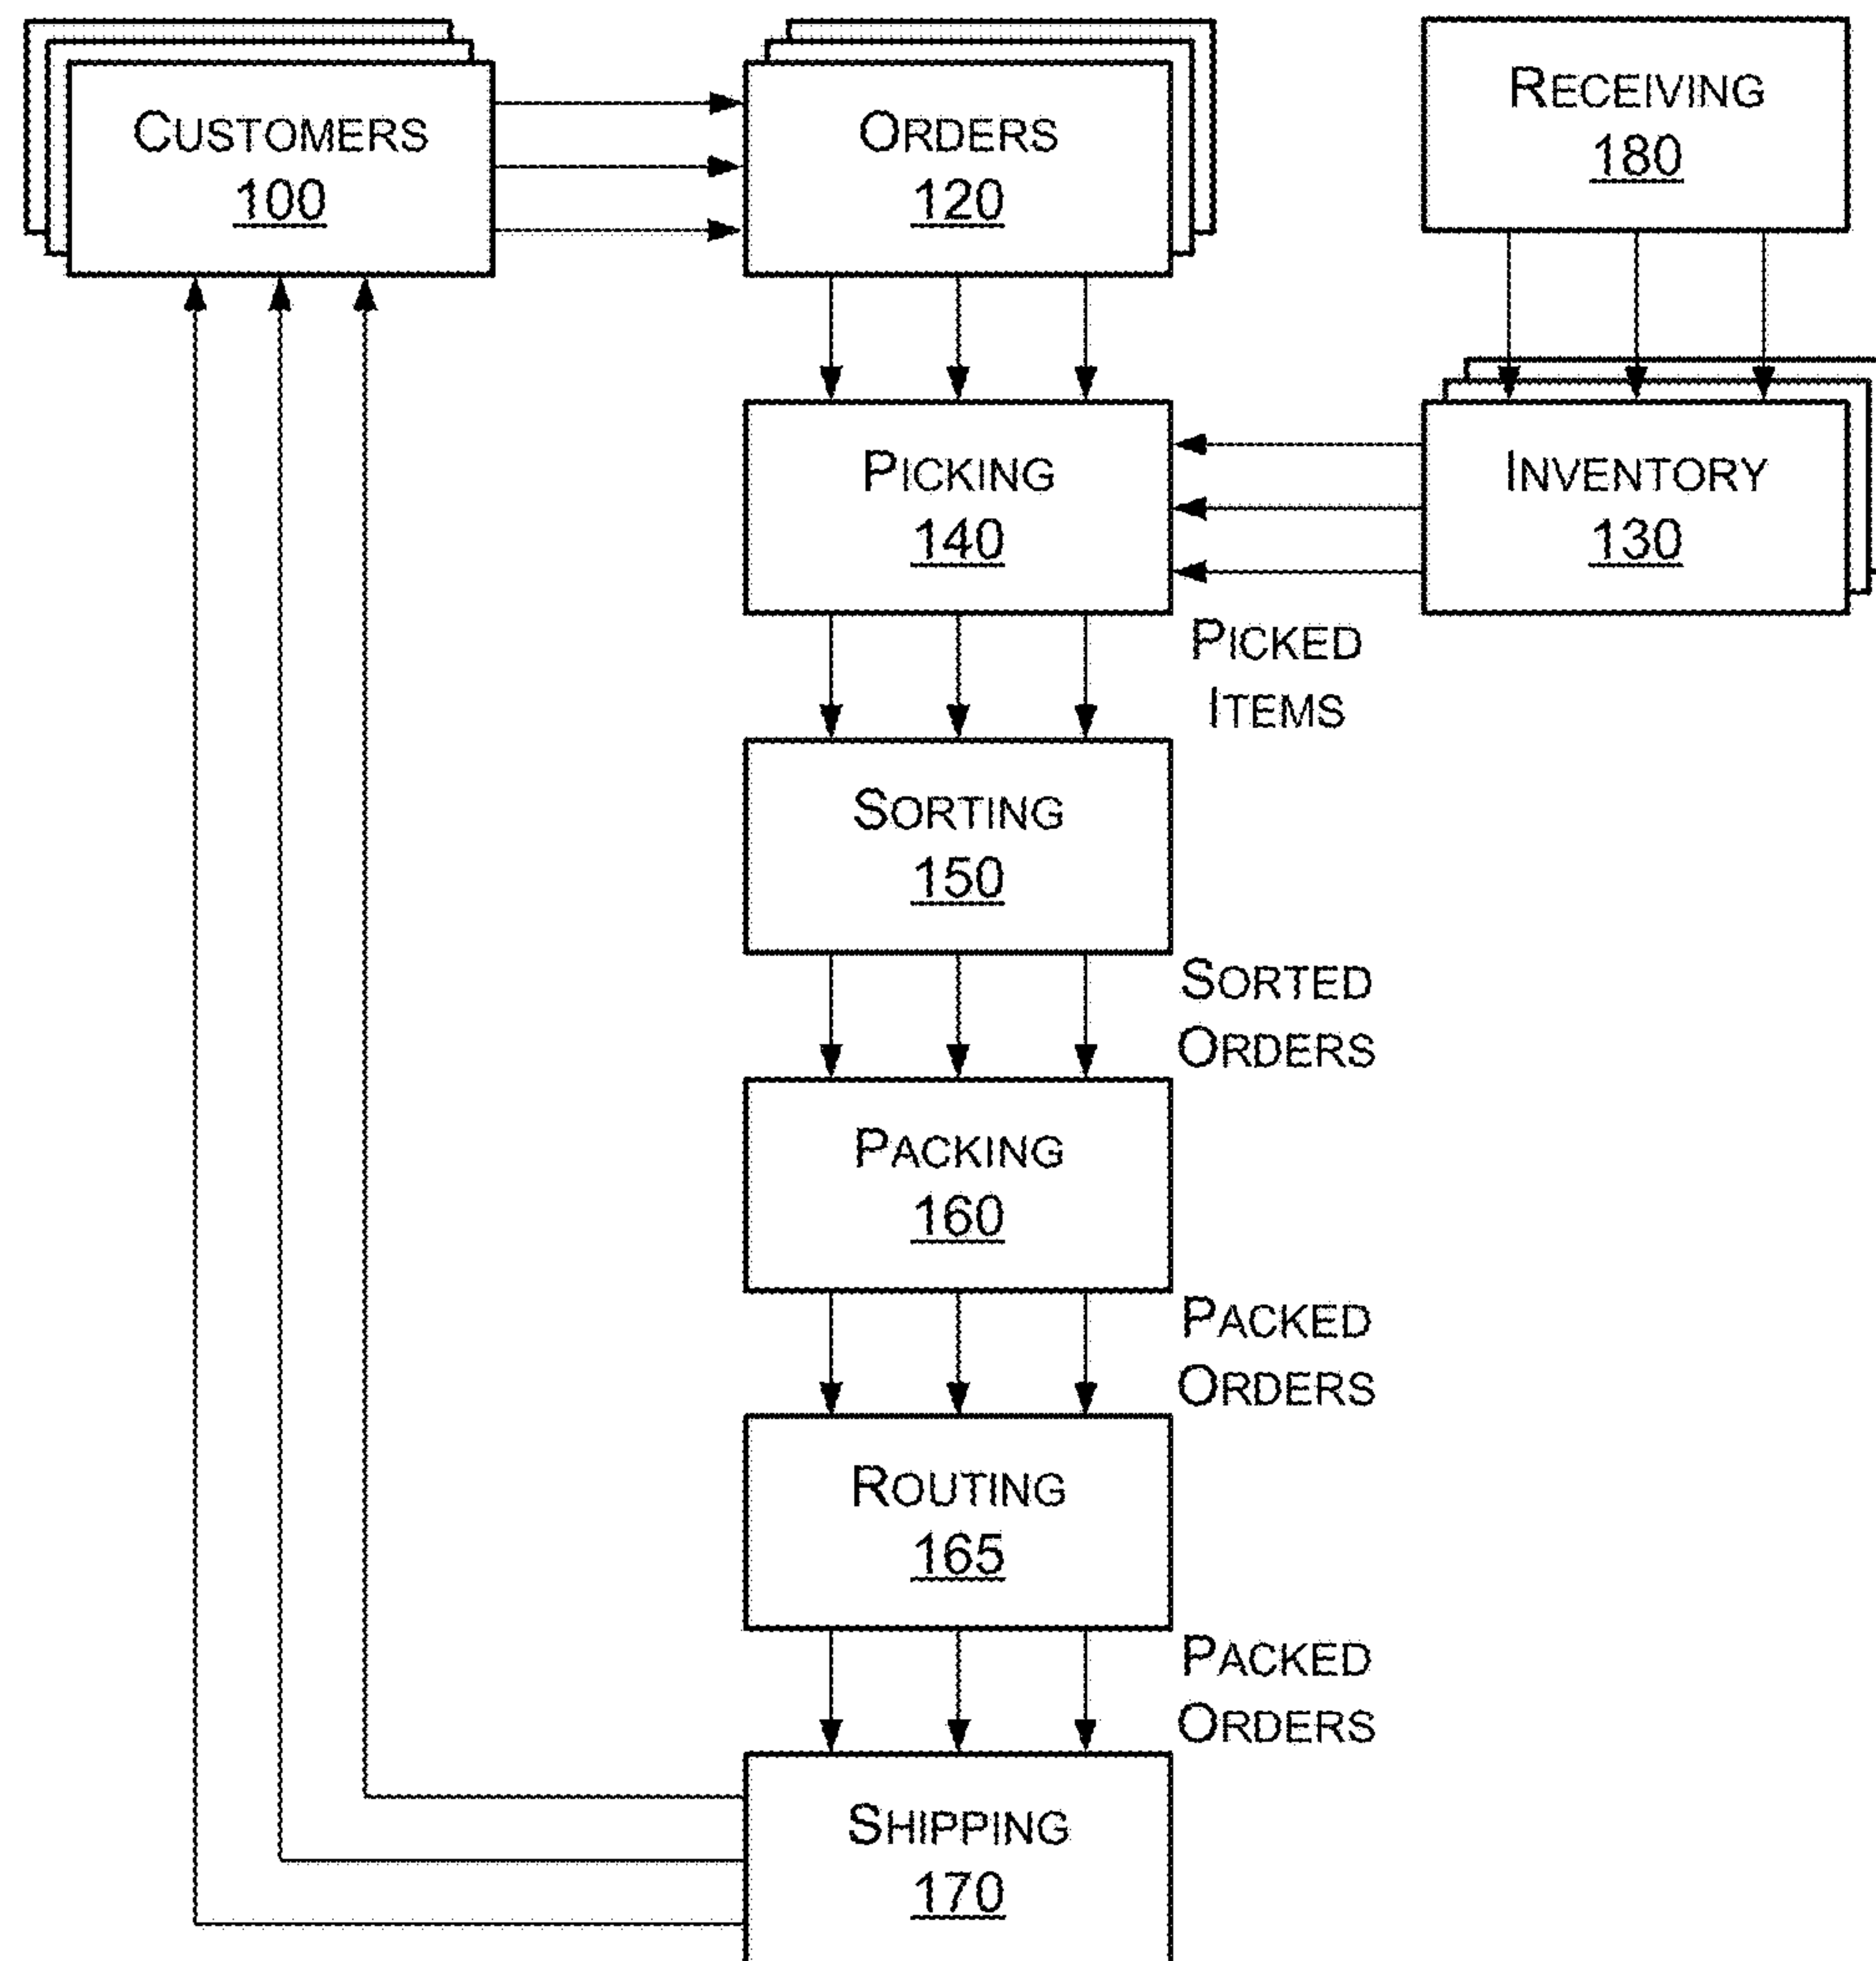 CUSTOMERS
100
ORDERS
120
RECEIVING
180
PICKING
140
INVENTORY
130
PICKED
ITEMS
SORTING
150
SORTED
ORDERS
PACKING
160
PACKED
ORDERS
ROUTING
165
PACKED
ORDERS
SHIPPING
170